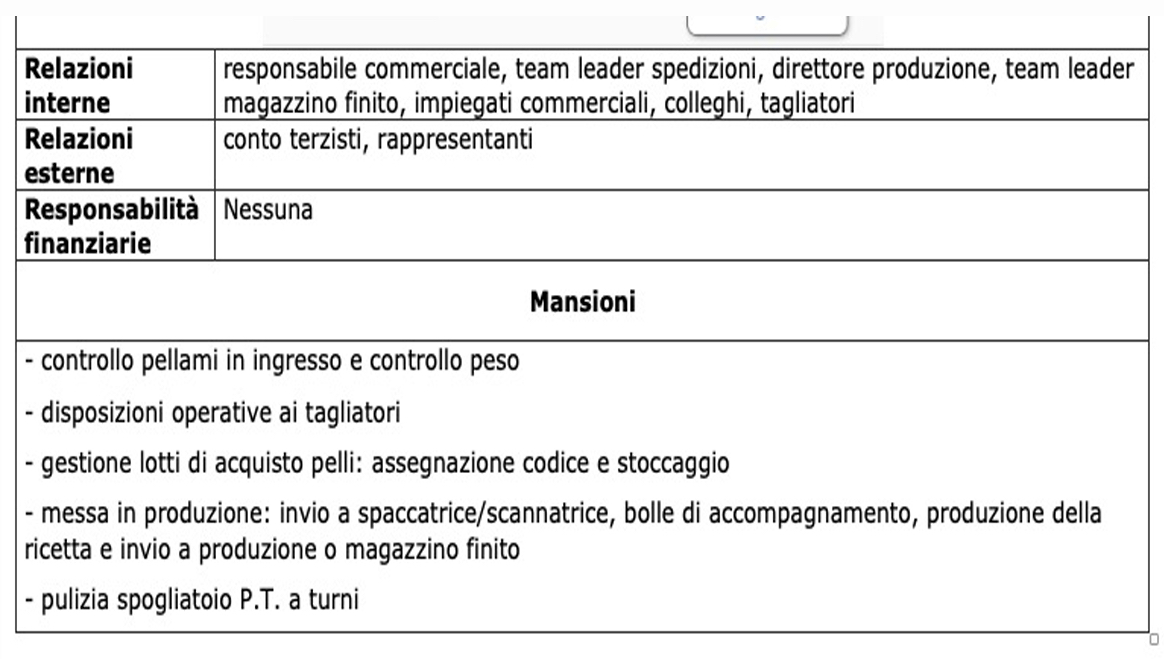 Relazioni interne
responsabile commerciale, team leader spedizioni, direttore produzione, team leader
magazzino finito, impiegati commerciali, colleghi, tagliatori
Relazioni esterne
conto terzisti, rappresentanti
Responsabilità finanziarie
Nessuna
Mansioni
- controllo pellami in ingresso e controllo peso
- disposizioni operative ai tagliatori
- gestione lotti di acquisto pelli: assegnazione codice e stoccaggio
- messa in produzione: invio a spaccatrice/scannatrice, bolle di accompagnamento, produzione della
ricetta e invio a produzione o magazzino finito
- pulizia spogliatoio P.T. a turni